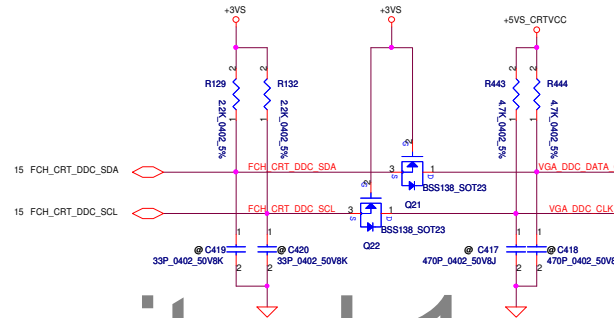 +3VS +3VS +5VS_CRTVCC
2 2 2 2
R129 R132 R443 R444
2.2K_0402_5% 2.2K_0402_5% 4.7K_0402_5% 4.7K_0402_5%
1 1 2 G 1 1
15 FCH_CRT_DDC_SDA FCH_CRT_DDC_SDA 3 S 1 D VGA_DDC_DATA
BSS138_SOT23
2 G Q21
15 FCH_CRT_DDC_SCL FCH_CRT_DDC_SCL 3 S 1 D VGA_DDC_CLK
BSS138_SOT23
Q22
1 1 1 1
@ C419 @ C420 @ C417 @ C418
33P_0402_50V8K 33P_0402_50V8K 470P_0402_50V8J 470P_0402_50V8
2 2 2 2